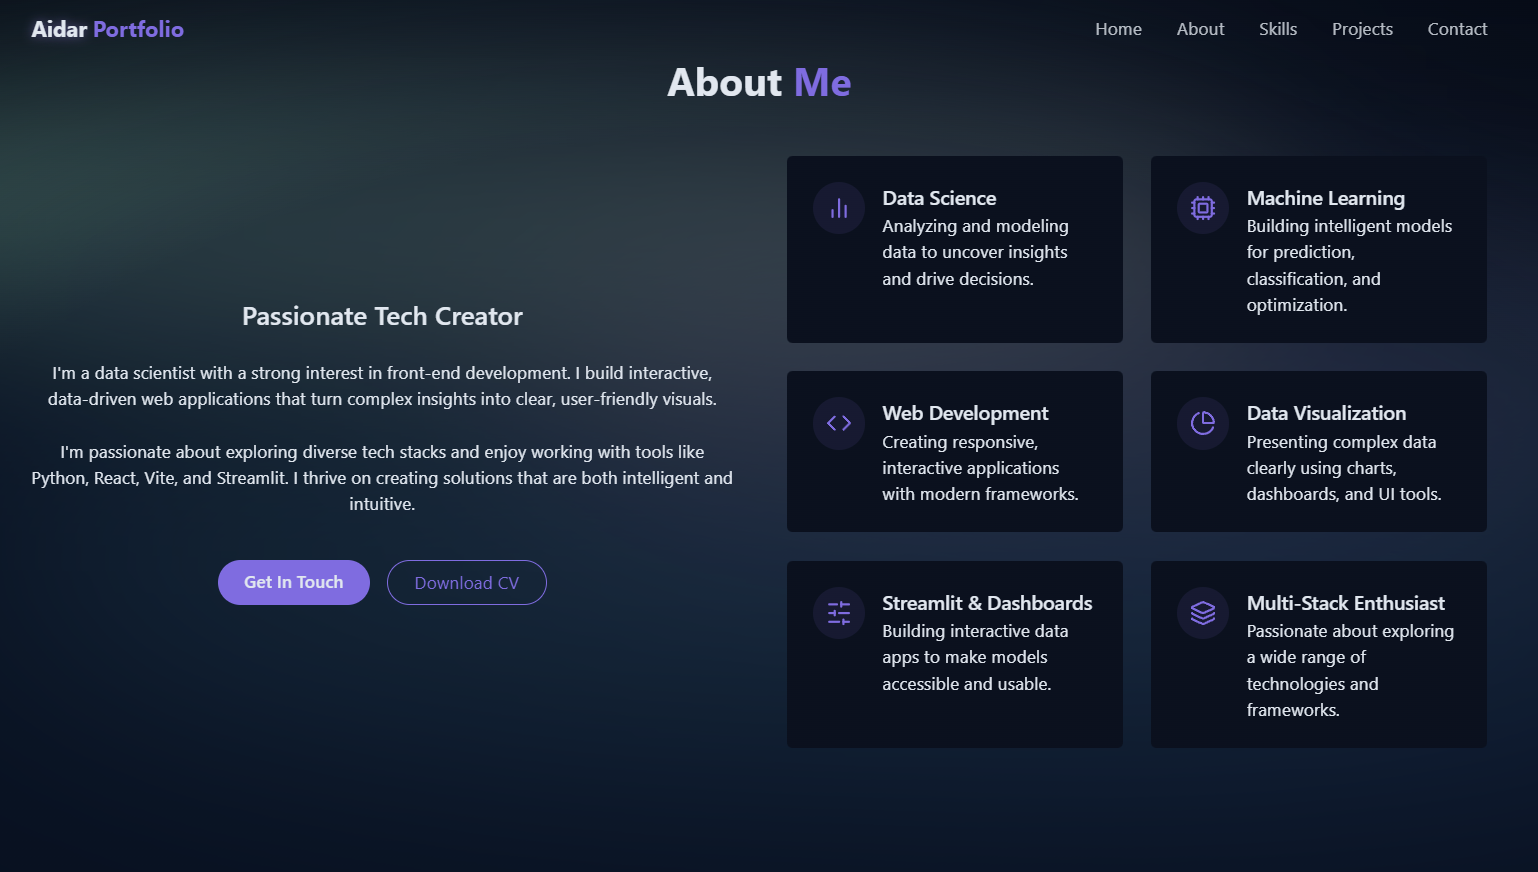 Aidar Portfolio
Home About Skills Projects Contact
About Me
Passionate Tech Creator
I'm a data scientist with a strong interest in front-end development. I build interactive,
data-driven web applications that turn complex insights into clear, user-friendly visuals.
I'm passionate about exploring diverse tech stacks and enjoy working with tools like
Python, React, Vite, and Streamlit. I thrive on creating solutions that are both intelligent and
intuitive.
Get In Touch
Download CV
Data Science
Analyzing and modeling
data to uncover insights
and drive decisions.
Machine Learning
Building intelligent models
for prediction,
classification, and
optimization.
Web Development
Creating responsive,
interactive applications
with modern frameworks.
Data Visualization
Presenting complex data
clearly using charts,
dashboards, and UI tools.
Streamlit & Dashboards
Building interactive data
apps to make models
accessible and usable.
Multi-Stack Enthusiast
Passionate about exploring
a wide range of
technologies and
frameworks.